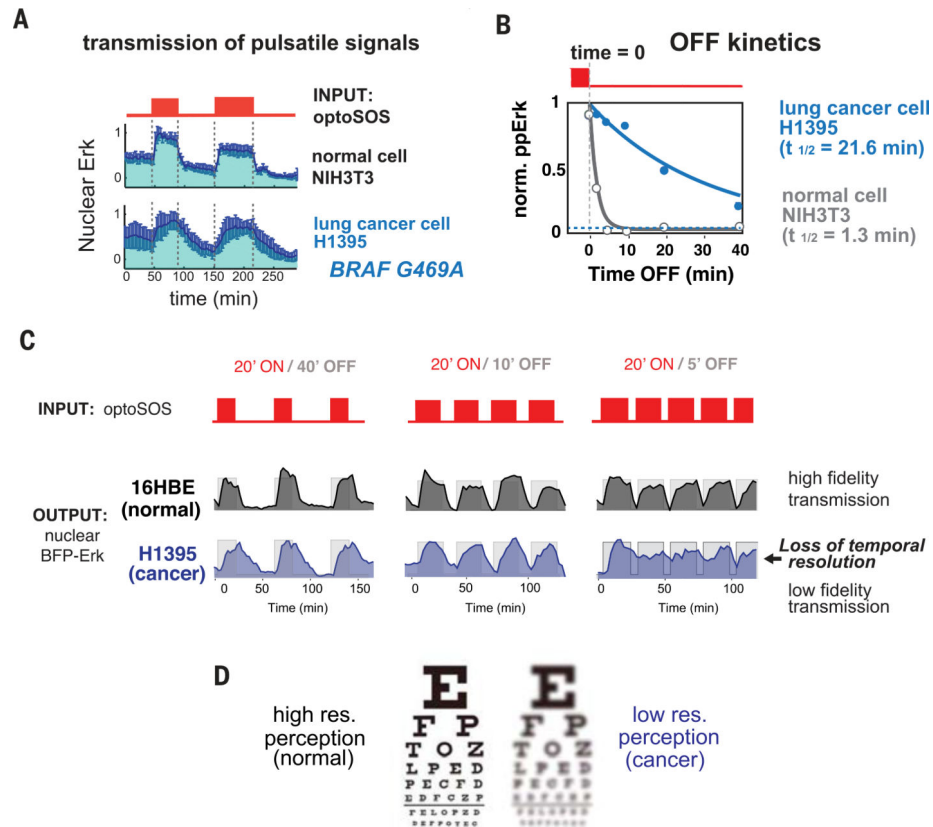 A
transmission of pulsatile signals
INPUT:
optoSOS
Nuclear Erk
1
0
normal cell
NIH3T3
1
0
lung cancer cell
H1395
BRAF G469A
0 50 100 150 200 250
time (min)
B
OFF kinetics
time = 0
norm. ppErk
1
0.5
0
0 10 20 30 40
Time OFF (min)
lung cancer cell
H1395
(t 1/2 = 21.6 min)
normal cell
NIH3T3
(t 1/2 = 1.3 min)
C
20' ON / 40' OFF
20' ON / 10' OFF
20' ON / 5' OFF
INPUT: optoSOS
OUTPUT:
nuclear
BFP-Erk
16HBE
(normal)
high fidelity
transmission
H1395
(cancer)
Loss of temporal
resolution
low fidelity
transmission
0 50 100 150
Time (min)
0 50 100
Time (min)
0 50 100
Time (min)
D
high res.
perception
(normal)
E
F P
T O Z
L P E D
P E C F D
E D F C Z P
F E L O P Z D
D E F P O T E C
E
F P
T O Z
L P E D
P E C F D
E D F C Z P
F E L O P Z D
low res.
perception
(cancer)